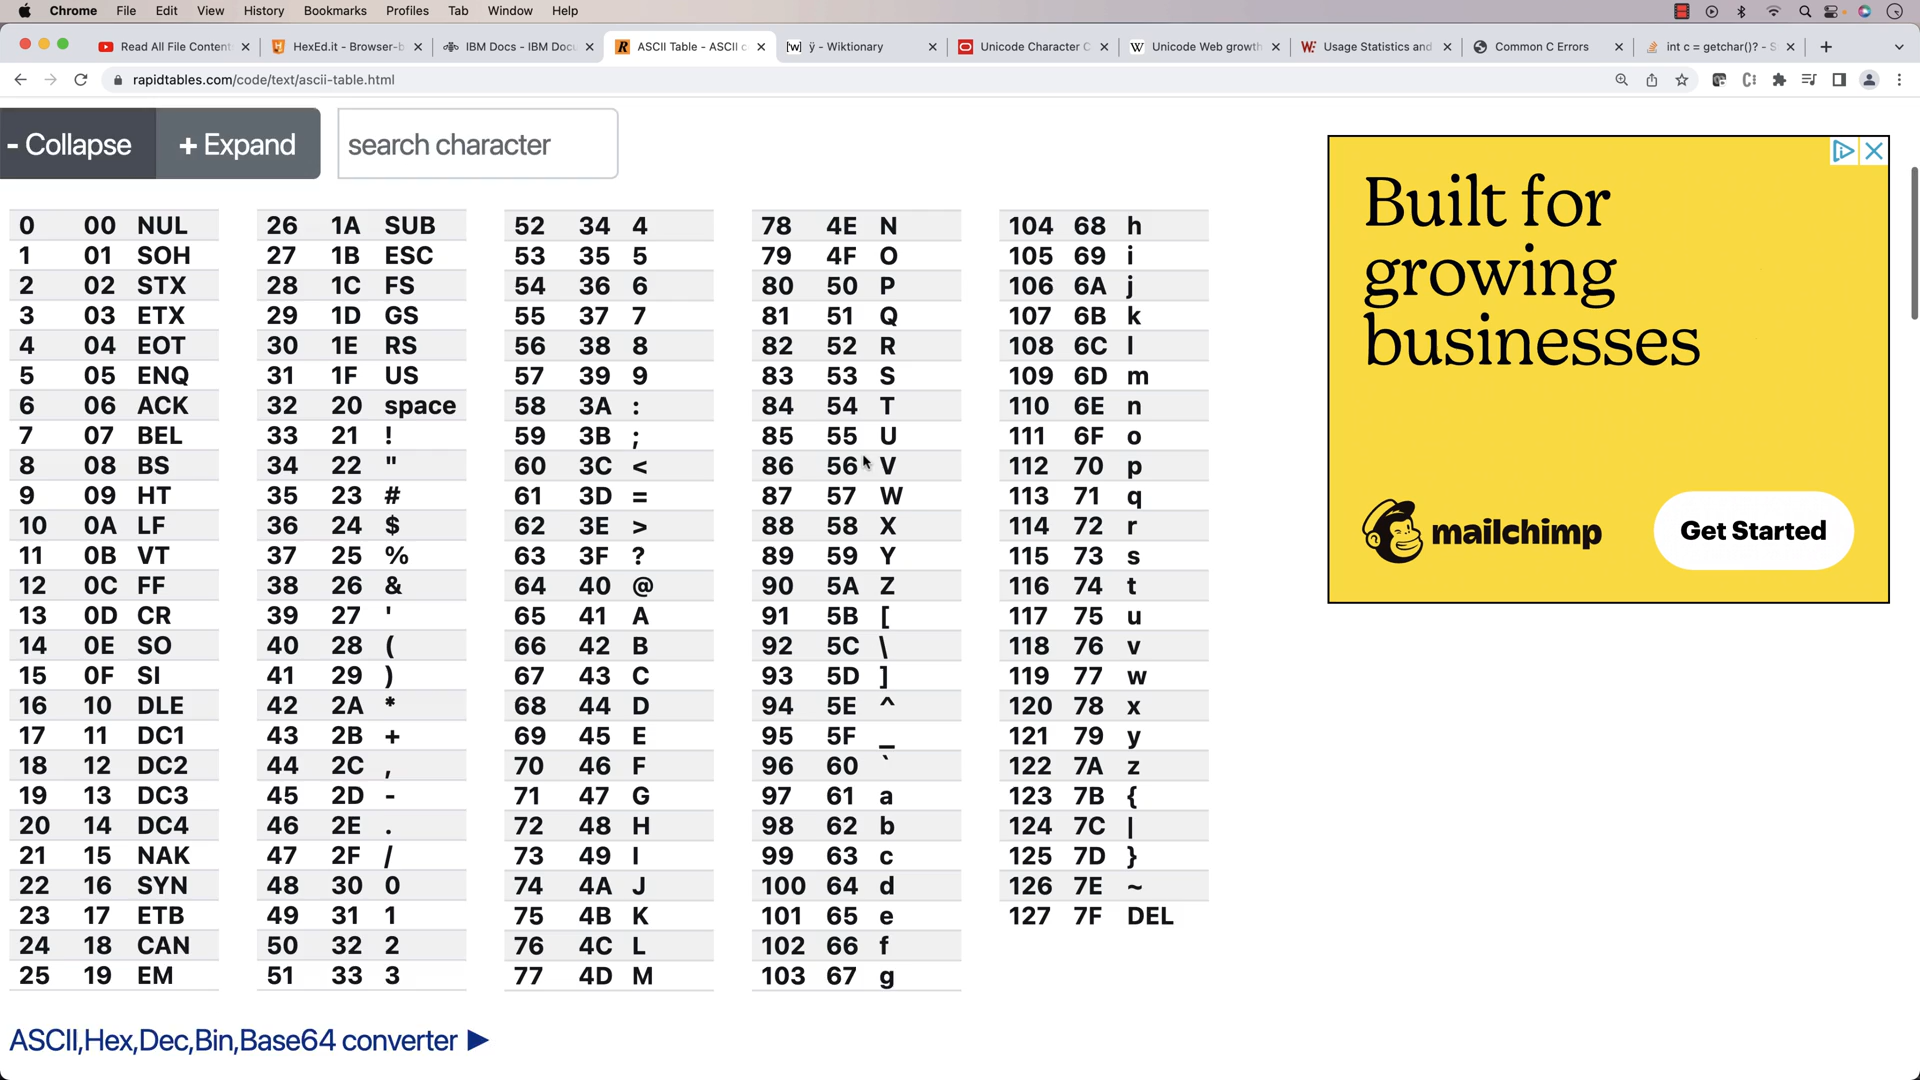 Chrome File Edit View History Bookmarks Profiles Tab Window Help
Read All File Content
HexEd.it - Browser-b
IBM Docs - IBM Docu
ASCII Table - ASCII c
[w] ÿ - Wiktionary
Unicode Character C
W Unicode Web growth
W Usage Statistics and
Common C Errors
int c = getchar()? - S
rapidtables.com/code/text/ascii-table.html
- Collapse
+ Expand
search character
0 00 NUL 26 1A SUB 52 34 4 78 4E N 104 68 h
1 01 SOH 27 1B ESC 53 35 5 79 4F O 105 69 i
2 02 STX 28 1C FS 54 36 6 80 50 P 106 6A j
3 03 ETX 29 1D GS 55 37 7 81 51 Q 107 6B k
4 04 EOT 30 1E RS 56 38 8 82 52 R 108 6C l
5 05 ENQ 31 1F US 57 39 9 83 53 S 109 6D m
6 06 ACK 32 20 space 58 3A : 84 54 T 110 6E n
7 07 BEL 33 21 ! 59 3B ; 85 55 U 111 6F o
8 08 BS 34 22 " 60 3C < 86 56 V 112 70 p
9 09 HT 35 23 # 61 3D = 87 57 W 113 71 q
10 0A LF 36 24 $ 62 3E > 88 58 X 114 72 r
11 0B VT 37 25 % 63 3F ? 89 59 Y 115 73 s
12 0C FF 38 26 & 64 40 @ 90 5A Z 116 74 t
13 0D CR 39 27 ' 65 41 A 91 5B [ 117 75 u
14 0E SO 40 28 ( 66 42 B 92 5C \ 118 76 v
15 0F SI 41 29 ) 67 43 C 93 5D ] 119 77 w
16 10 DLE 42 2A * 68 44 D 94 5E ^ 120 78 x
17 11 DC1 43 2B + 69 45 E 95 5F _ 121 79 y
18 12 DC2 44 2C , 70 46 F 96 60 ` 122 7A z
19 13 DC3 45 2D - 71 47 G 97 61 a 123 7B {
20 14 DC4 46 2E . 72 48 H 98 62 b 124 7C |
21 15 NAK 47 2F / 73 49 I 99 63 c 125 7D }
22 16 SYN 48 30 0 74 4A J 100 64 d 126 7E ~
23 17 ETB 49 31 1 75 4B K 101 65 e 127 7F DEL
24 18 CAN 50 32 2 76 4C L 102 66 f
25 19 EM 51 33 3 77 4D M 103 67 g
ASCII,Hex,Dec,Bin,Base64 converter ►
Built for
growing
businesses
mailchimp
Get Started